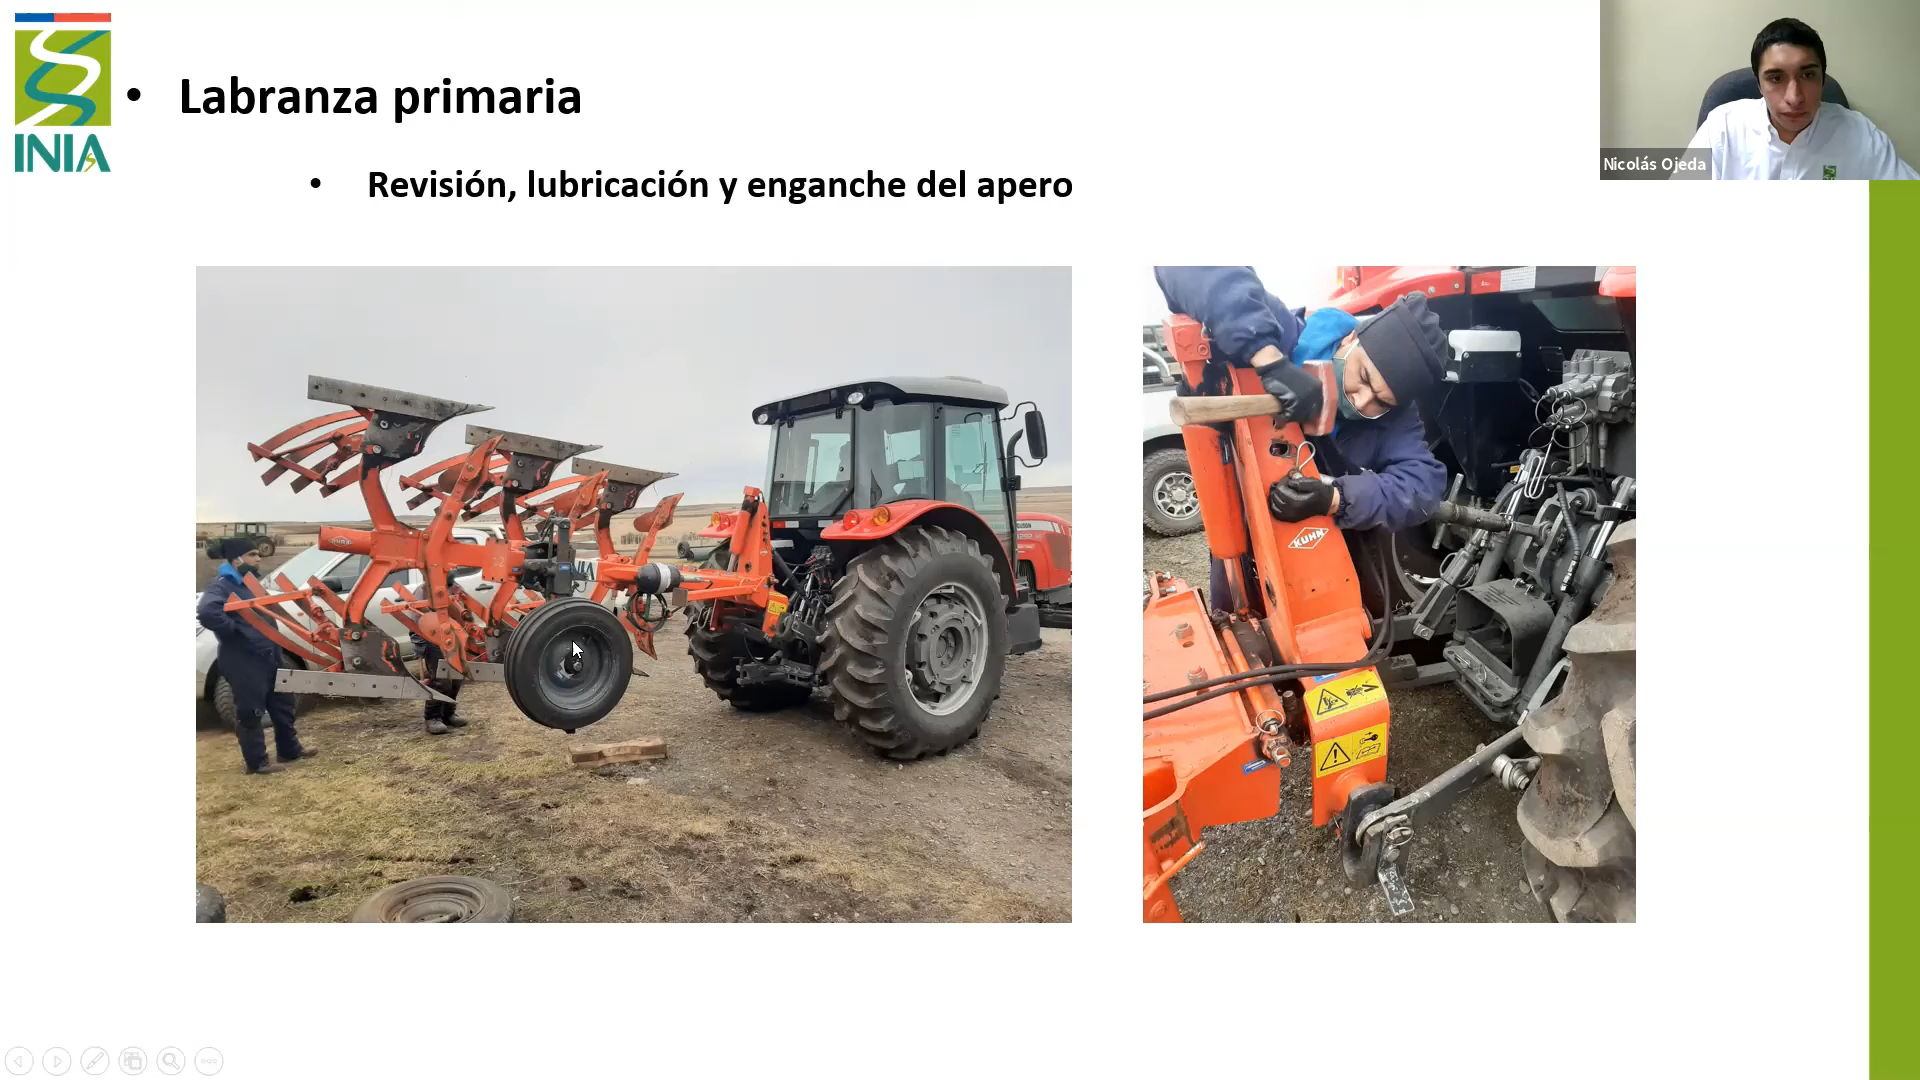 INIA
• Labranza primaria
• Revisión, lubricación y enganche del apero
Nicolás Ojeda
KUHN